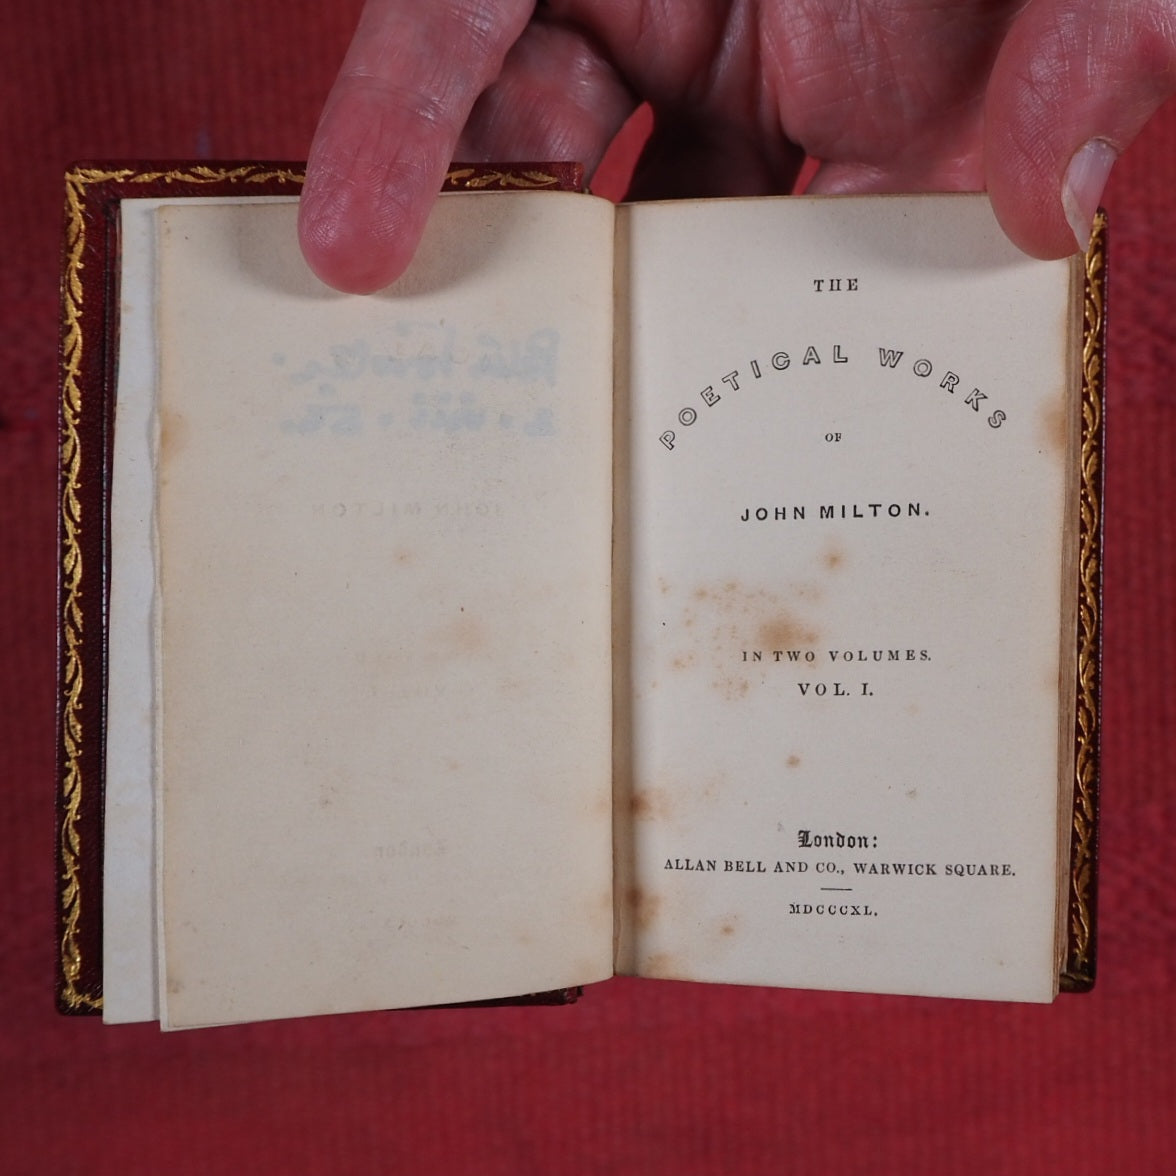 THE
POETICAL WORKS
OF
JOHN MILTON.
IN TWO VOLUMES.
VOL. I.
London:
ALLAN BELL AND CO., WARWICK SQUARE.
MDCCCXL.